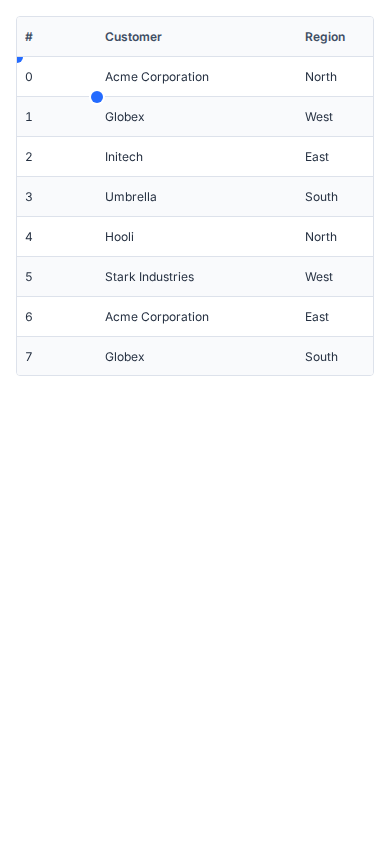 # Customer Region
0 Acme Corporation North
1 Globex West
2 Initech East
3 Umbrella South
4 Hooli North
5 Stark Industries West
6 Acme Corporation East
7 Globex South